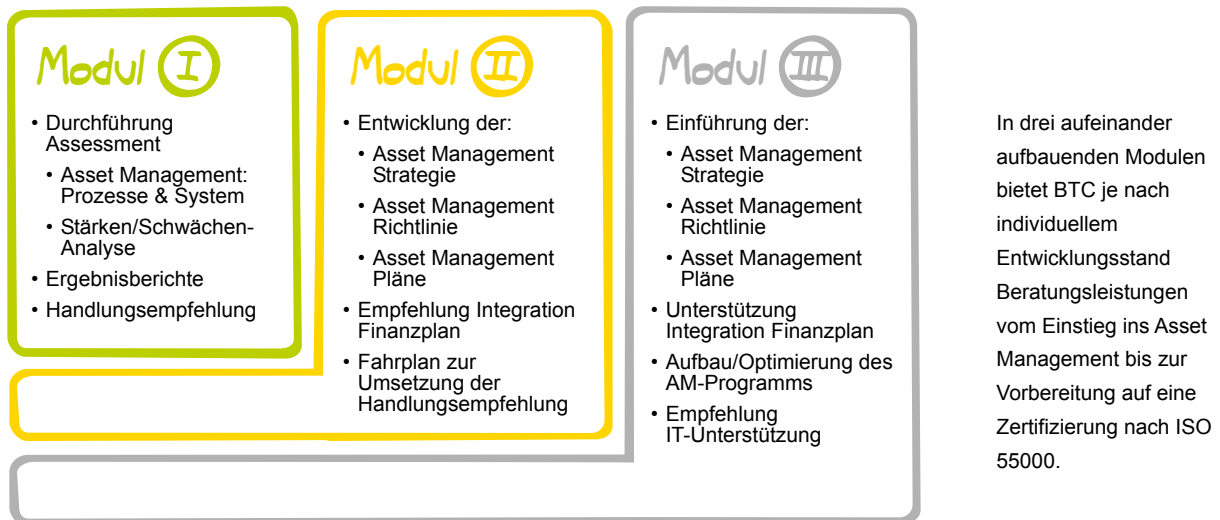 Modul I
• Durchführung
Assessment
• Asset Management:
Prozesse & System
• Stärken/Schwächen-
Analyse
• Ergebnisberichte
• Handlungsempfehlung
Modul II
• Entwicklung der:
• Asset Management
Strategie
• Asset Management
Richtlinie
• Asset Management
Pläne
• Empfehlung Integration
Finanzplan
• Fahrplan zur
Umsetzung der
Handlungsempfehlung
Modul III
• Einführung der:
• Asset Management
Strategie
• Asset Management
Richtlinie
• Asset Management
Pläne
• Unterstützung
Integration Finanzplan
• Aufbau/Optimierung des
AM-Programms
• Empfehlung
IT-Unterstützung
In drei aufeinander
aufbauenden Modulen
bietet BTC je nach
individuellem
Entwicklungsstand
Beratungsleistungen
vom Einstieg ins Asset
Management bis zur
Vorbereitung auf eine
Zertifizierung nach ISO
55000.